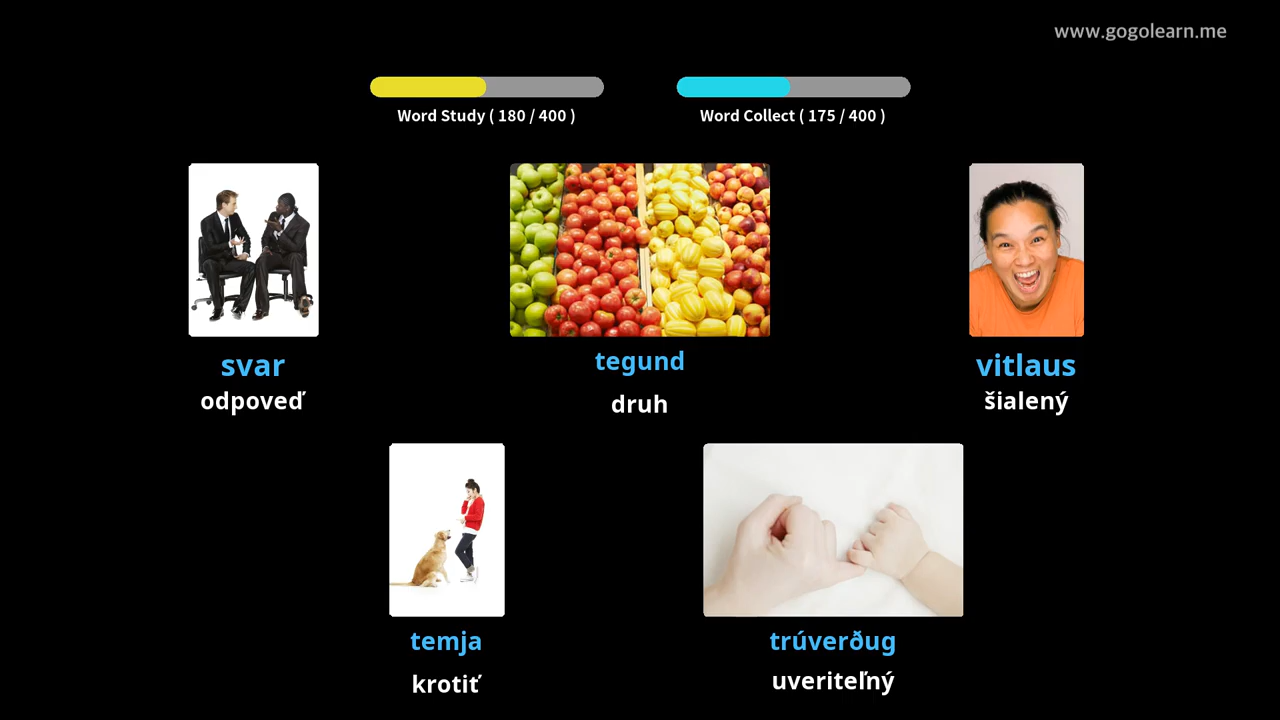 www.gogolearn.me
Word Study ( 180 / 400 )
Word Collect ( 175 / 400 )
svar
odpoveď
tegund
druh
vitlaus
šialený
temja
krotiť
trúverðug
uveriteľný